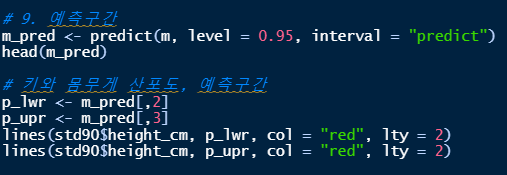 # 9. 예측구간
m_pred <- predict(m, level = 0.95, interval = "predict")
head(m_pred)
# 키와 몸무게 산포도, 예측구간
p_lwr <- m_pred[,2]
p_upr <- m_pred[,3]
lines(std90$height_cm, p_lwr, col = "red", lty = 2)
lines(std90$height_cm, p_upr, col = "red", lty = 2)